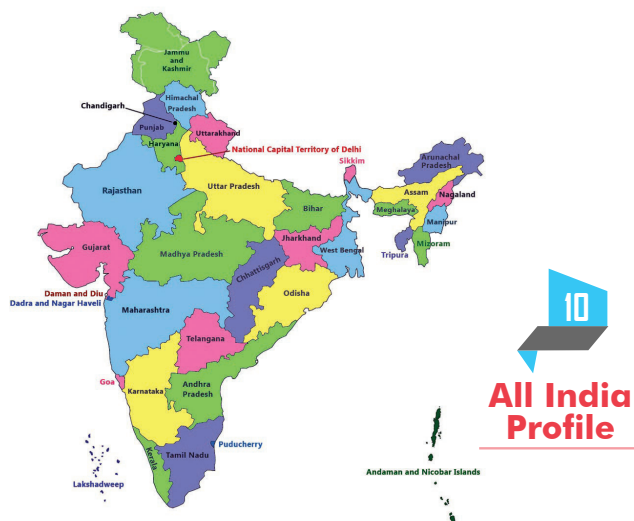 Jammu
and
Kashmir
Himachal
Pradesh
Chandigarh
Punjab
Uttarakhand
Haryana
National Capital Territory of Delhi
Rajasthan
Uttar Pradesh
Sikkim
Arunachal
Pradesh
Assam
Nagaland
Meghalaya
Manipur
Mizoram
Tripura
Bihar
Jharkhand
West Bengal
Gujarat
Madhya Pradesh
Chhattisgarh
Daman and Diu
Dadra and Nagar Haveli
Odisha
Maharashtra
Telangana
Goa
Karnataka
Andhra
Pradesh
Puducherry
Tamil Nadu
Kerala
Lakshadweep
Andaman and Nicobar Islands
10
All India
Profile